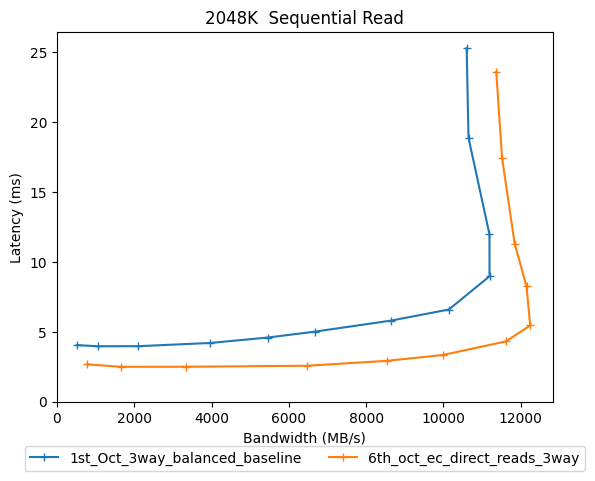 2048K  Sequential Read
25
20
15
10
5
0
Latency (ms)
0 2000 4000 6000 8000 10000 12000
Bandwidth (MB/s)
1st_Oct_3way_balanced_baseline 6th_oct_ec_direct_reads_3way